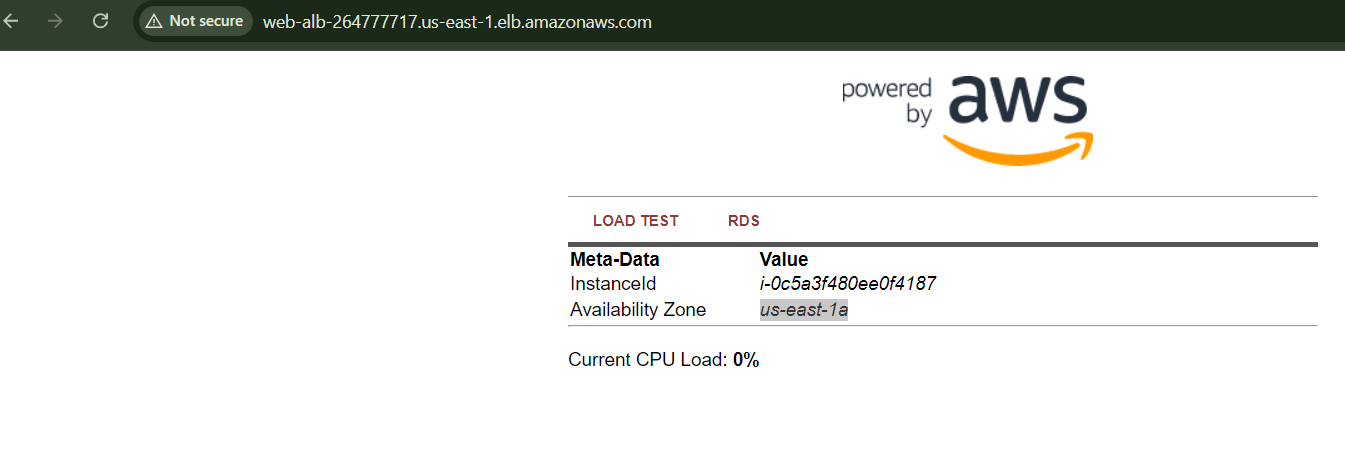 Not secure web-alb-264777717.us-east-1.elb.amazonaws.com
powered
by aws
LOAD TEST RDS
Meta-Data Value
InstanceId i-0c5a3f480ee0f4187
Availability Zone us-east-1a
Current CPU Load: 0%